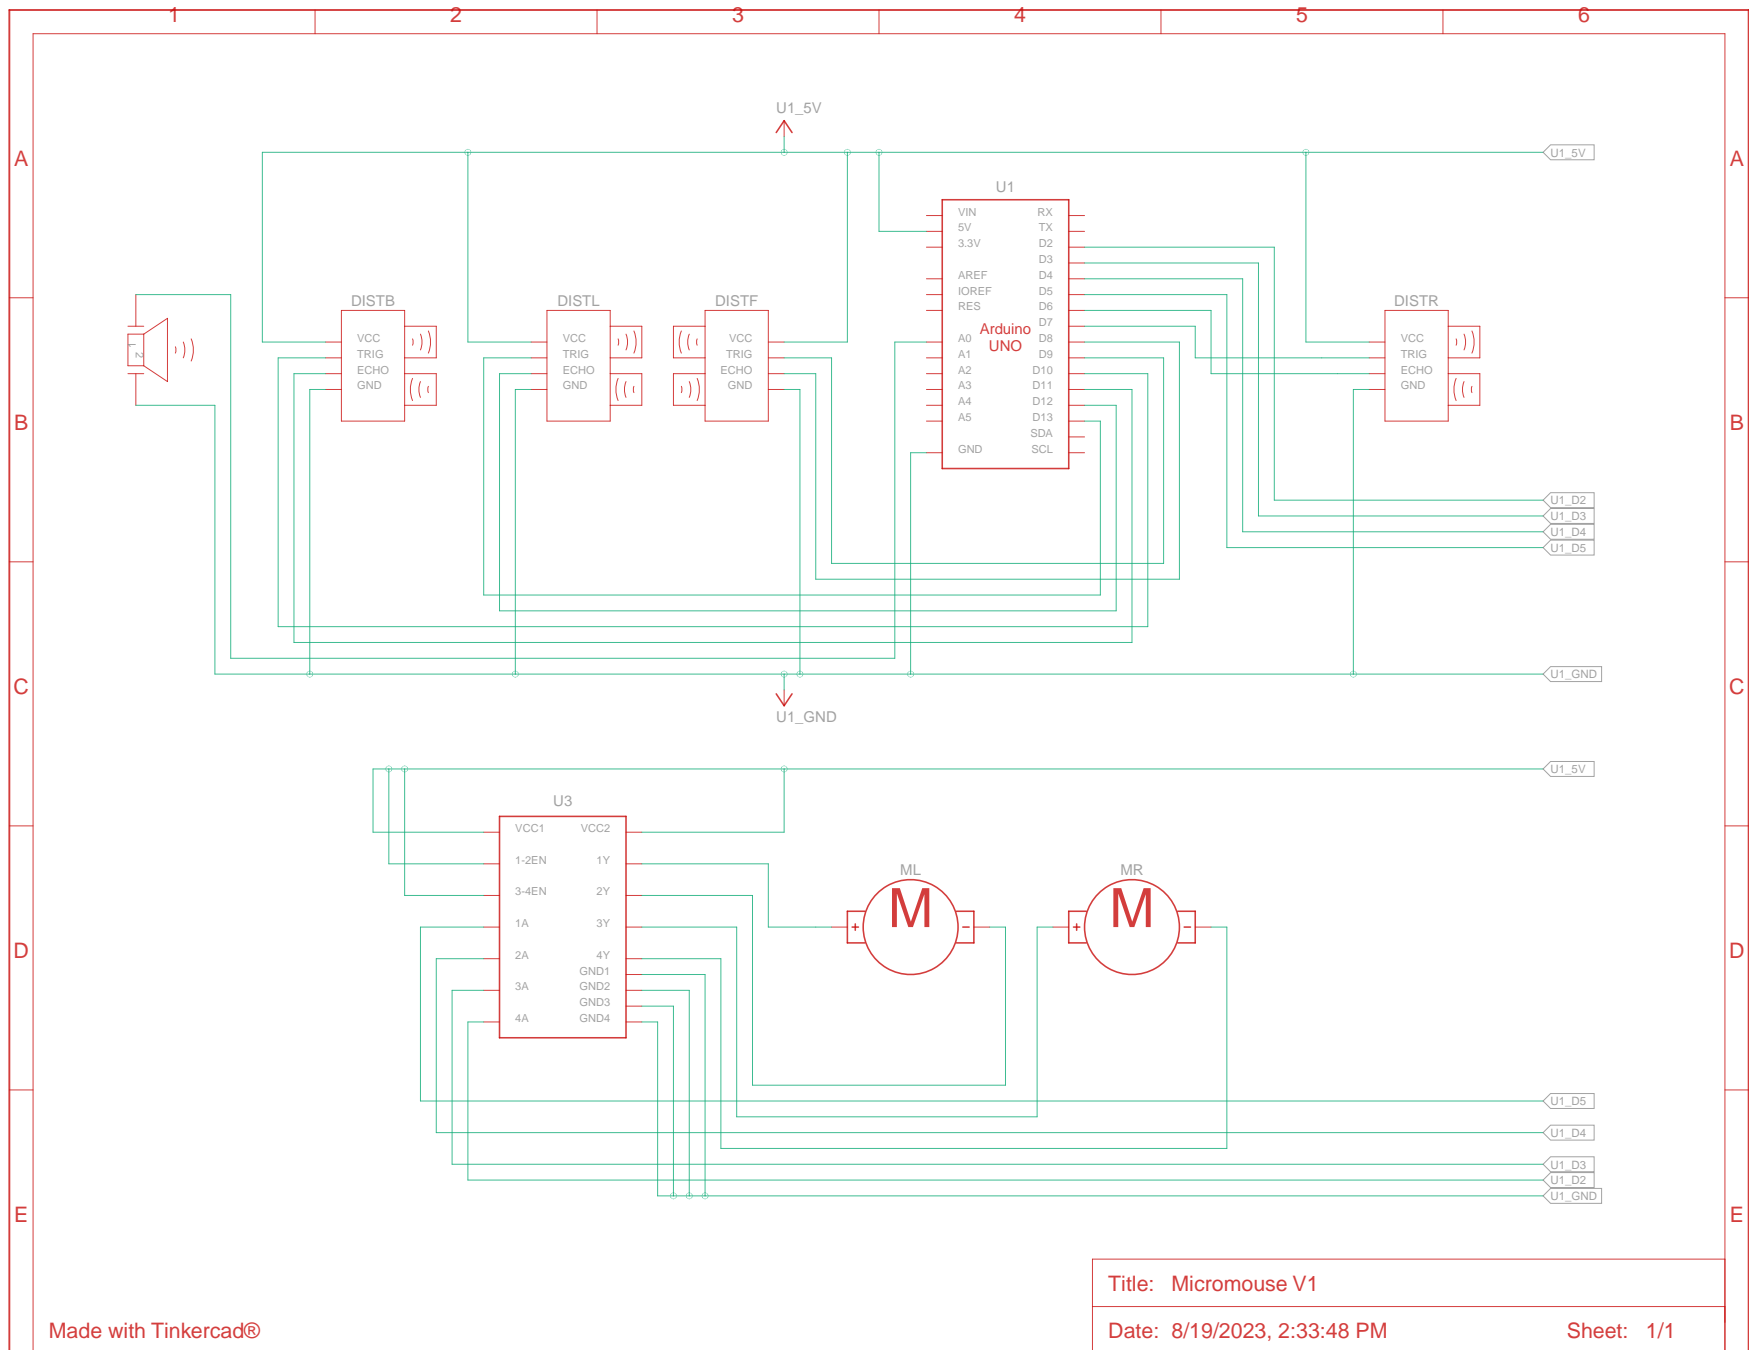 1 2 3 4 5 6
A
A
U1_5V
U1_5V
U1
VIN RX
5V TX
3.3V D2
D3
AREF D4
IOREF D5
RES D6
D7
Arduino
UNO
A0 D8
A1 D9
A2 D10
A3 D11
A4 D12
A5 D13
SDA
GND SCL
DISTB
VCC
TRIG
ECHO
GND
DISTL
VCC
TRIG
ECHO
GND
DISTF
VCC
TRIG
ECHO
GND
DISTR
VCC
TRIG
ECHO
GND
2
B
B
U1_D2
U1_D3
U1_D4
U1_D5
C
C
U1_GND
U1_GND
U1_5V
U3
VCC1 VCC2
1-2EN 1Y
3-4EN 2Y
1A 3Y
2A 4Y
GND1
3A GND2
GND3
4A GND4
ML
M
+ -
MR
M
+ -
D
D
U1_D5
U1_D4
U1_D3
U1_D2
U1_GND
E
E
Title: Micromouse V1
Made with Tinkercad®
Date: 8/19/2023, 2:33:48 PM Sheet: 1/1